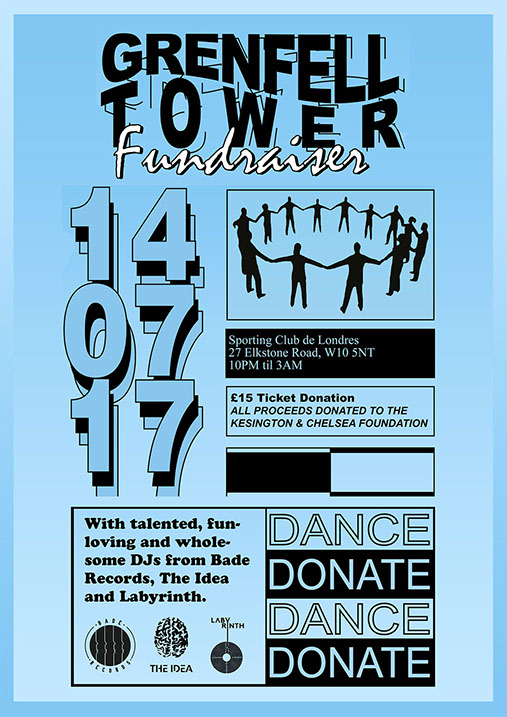 GRENFELL
TOWER
Fundraiser
14
07
17
Sporting Club de Londres
27 Elkstone Road, W10 5NT
10PM til 3AM
£15 Ticket Donation
ALL PROCEEDS DONATED TO THE
KESINGTON & CHELSEA FOUNDATION
With talented, fun-
loving and whole-
some DJs from Bade
Records, The Idea
and Labyrinth.
BADE
RECORDS
THE IDEA
LABY
RINTH
DANCE
DONATE
DANCE
DONATE